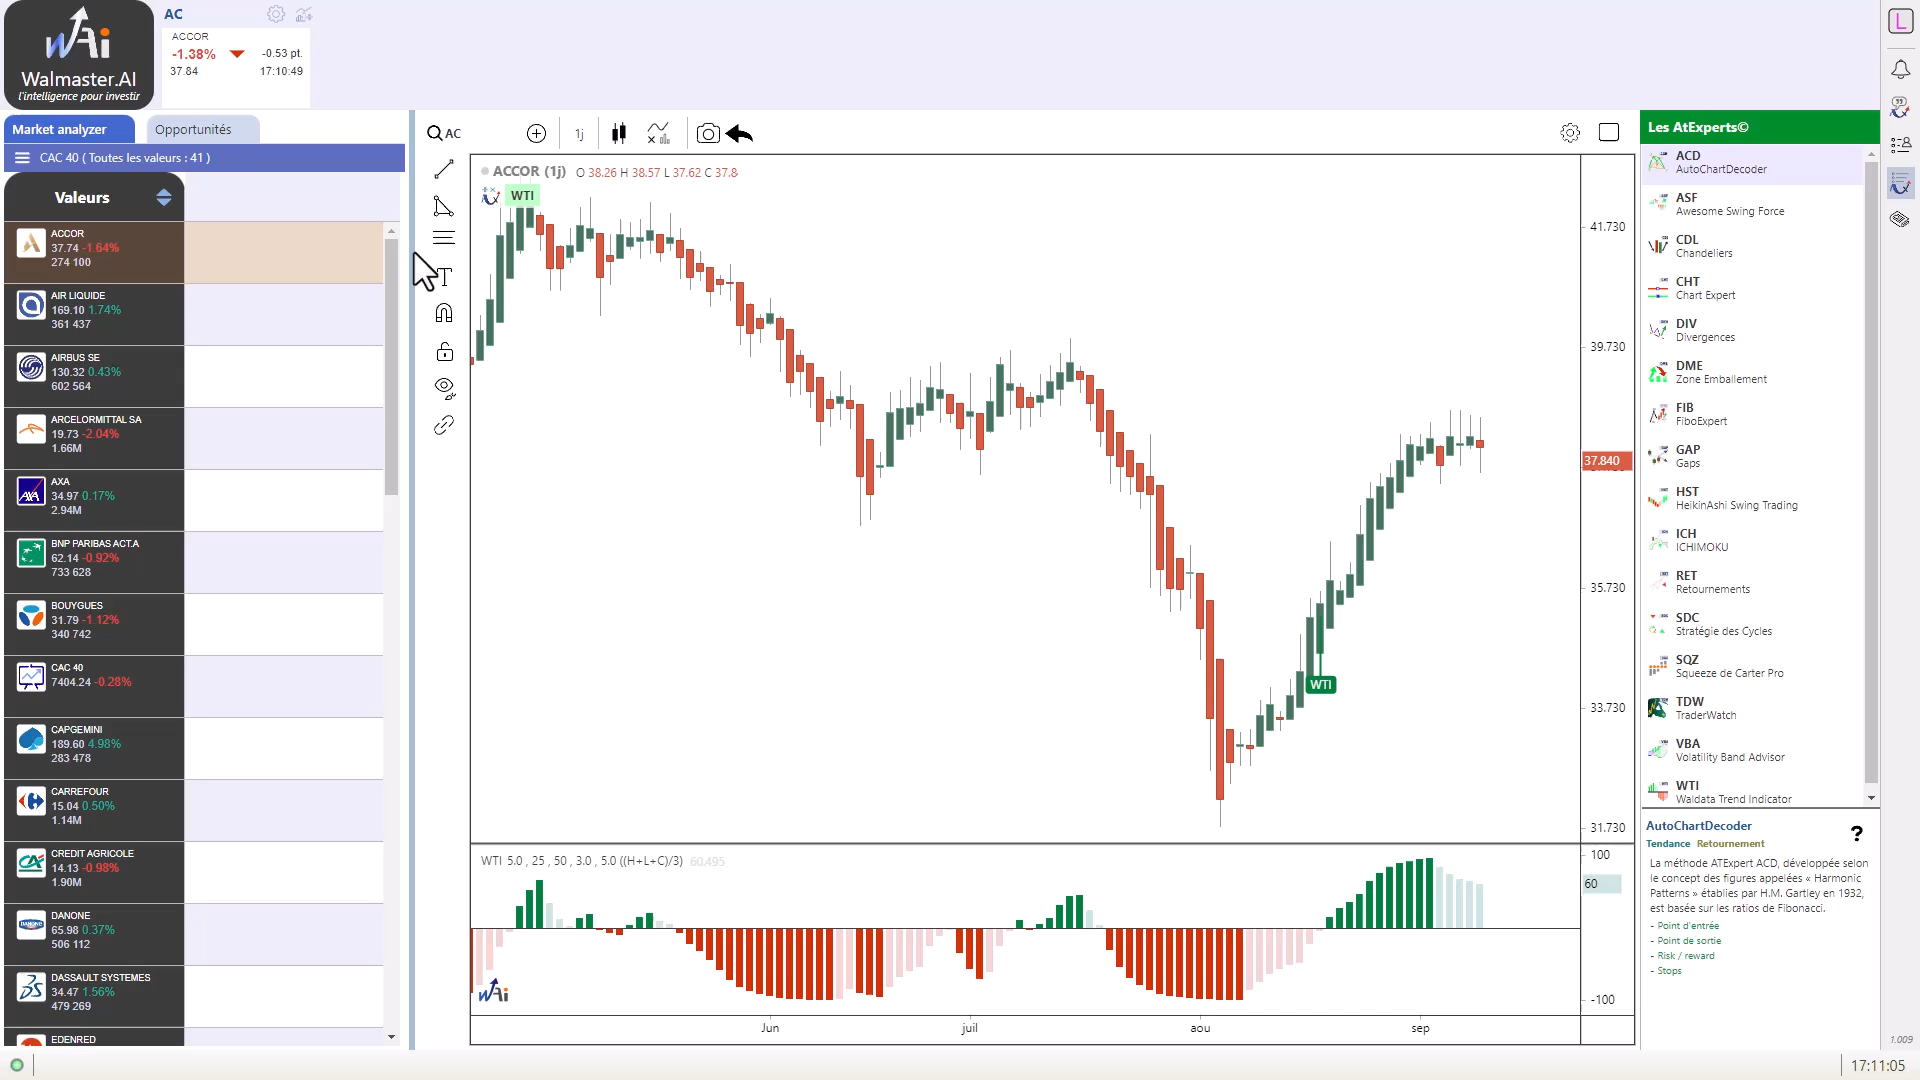 WAi
Walmaster.AI
l'intelligence pour investir
AC
ACCOR
-1.38% -0.53 pt.
37.84 17:10:49
L
Market analyzer
Opportunités
CAC 40 ( Toutes les valeurs : 41 )
Valeurs
ACCOR
37.74 -1.64%
274 100
AIR LIQUIDE
169.10 1.74%
361 437
AIRBUS SE
130.32 0.43%
602 564
ARCELORMITTAL SA
19.73 -2.04%
1.66M
AXA
34.97 0.17%
2.94M
BNP PARIBAS ACT.A
62.14 -0.92%
733 628
BOUYGUES
31.79 -1.12%
340 742
CAC 40
7404.24 -0.28%
CAPGEMINI
189.60 4.98%
283 478
CARREFOUR
15.04 0.50%
1.14M
CREDIT AGRICOLE
14.13 -0.98%
1.90M
DANONE
65.98 0.37%
506 112
DASSAULT SYSTEMES
34.47 1.56%
479 269
EDENRED
AC
1j
T
ACCOR (1j) O 38.26 H 38.57 L 37.62 C 37.8
WTI
41.730
39.730
37.840
35.730
33.730
31.730
WTI
WTI 5.0 , 25 , 50 , 3.0 , 5.0 ((H+L+C)/3) 60.495
100
60
-100
WAi
Jun juil aou sep
Les AtExperts©
ACD
AutoChartDecoder
ASF
Awesome Swing Force
CDL
Chandeliers
CHT
Chart Expert
DIV
Divergences
DME
Zone Emballement
FIB
FiboExpert
GAP
Gaps
HST
HeikinAshi Swing Trading
ICH
ICHIMOKU
RET
Retournements
SDC
Stratégie des Cycles
SQZ
Squeeze de Carter Pro
TDW
TraderWatch
VBA
Volatility Band Advisor
WTI
Waldata Trend Indicator
AutoChartDecoder
?
Tendance Retournement
La méthode ATExpert ACD, développée selon
le concept des figures appelées « Harmonic
Patterns » établies par H.M. Gartley en 1932,
est basée sur les ratios de Fibonacci.
- Point d'entrée
- Point de sortie
- Risk / reward
- Stops
1.009
17:11:05